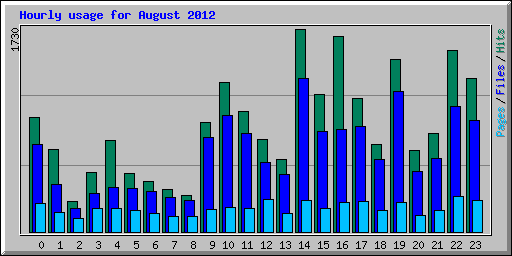 Hourly usage for August 2012
1730
Pages/Files/Hits
0 1 2 3 4 5 6 7 8 9 10 11 12 13 14 15 16 17 18 19 20 21 22 23